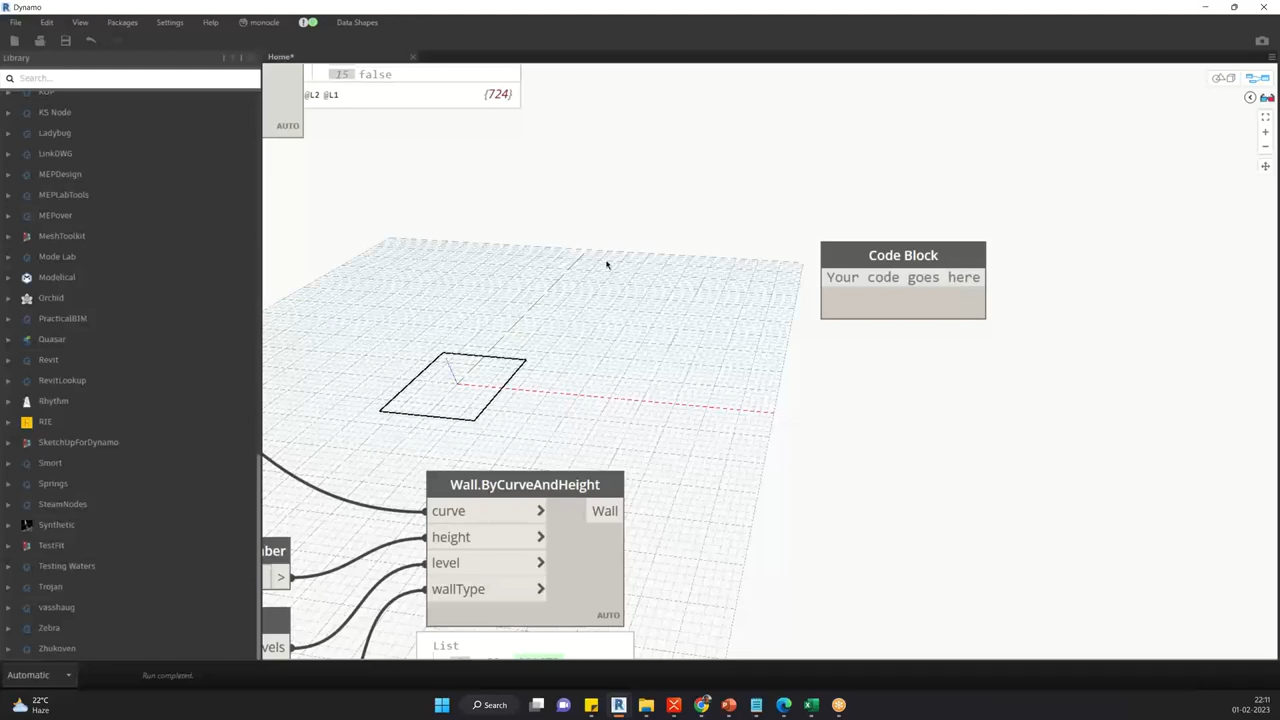 Dynamo
File Edit View Packages Settings Help monocle Data Shapes
Library
Home*
Search...
KS Node
Ladybug
LinkDWG
MEPDesign
MEPLabTools
MEPover
MeshToolkit
Mode Lab
Modelical
Orchid
PracticalBIM
Quasar
Revit
RevitLookup
Rhythm
RIE
SketchUpForDynamo
Smort
Springs
SteamNodes
Synthetic
TestFit
Testing Waters
Trojan
vasshaug
Zebra
Zhukoven
15 false
@L2 @L1 {724}
AUTO
Code Block
Your code goes here
Wall.ByCurveAndHeight
curve > Wall
height >
level >
wallType >
AUTO
List
ber
>
vels
Automatic
Run completed.
22°C
Haze
Search
22:11
01-02-2023